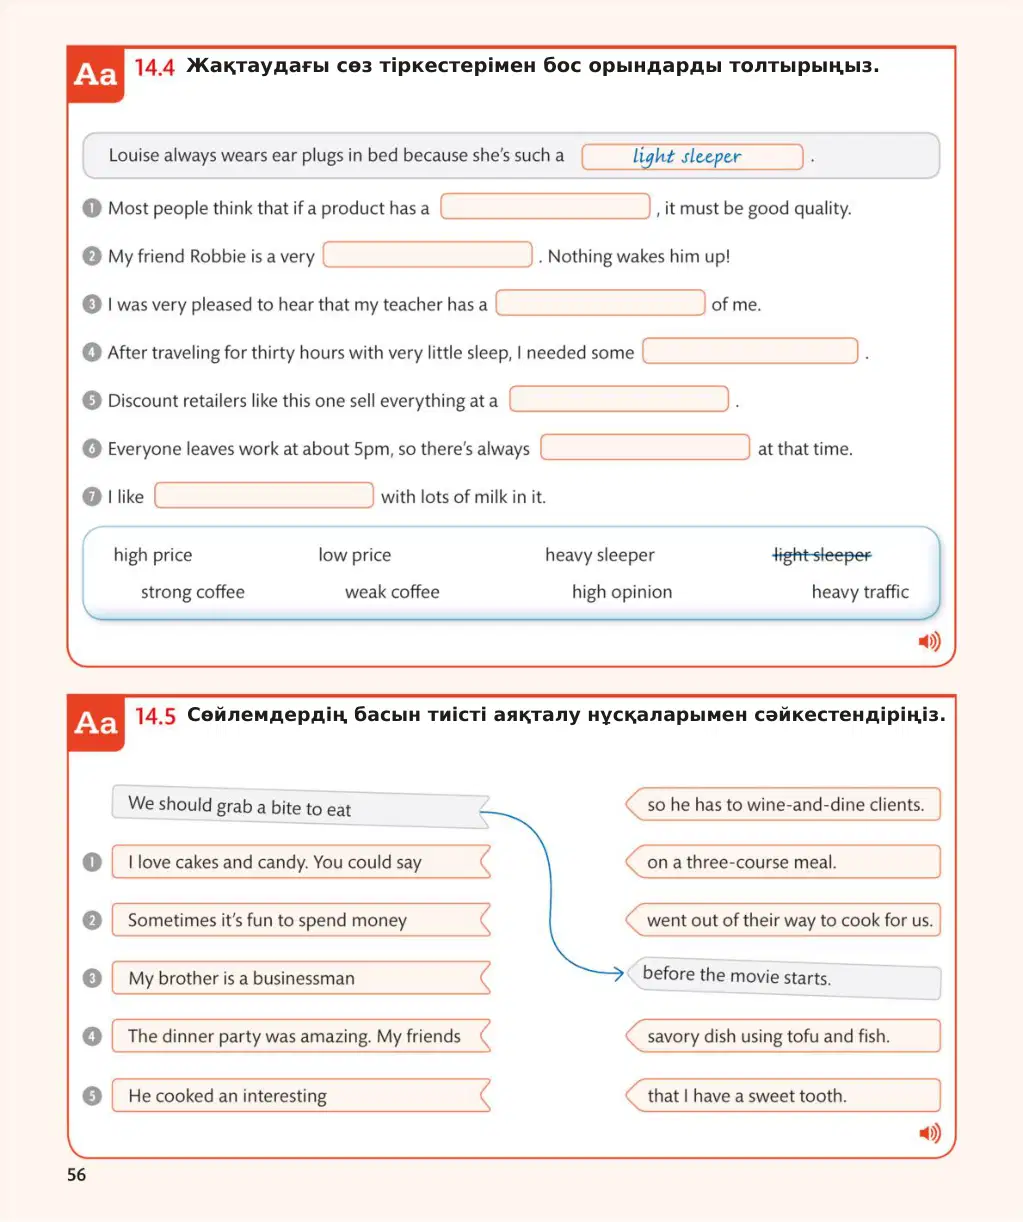 Aa 14.4 Жақтаудағы сөз тіркестерімен бос орындарды толтырыңыз.
Louise always wears ear plugs in bed because she's such a light sleeper .
1 Most people think that if a product has a , it must be good quality.
2 My friend Robbie is a very . Nothing wakes him up!
3 I was very pleased to hear that my teacher has a of me.
4 After traveling for thirty hours with very little sleep, I needed some .
5 Discount retailers like this one sell everything at a .
6 Everyone leaves work at about 5pm, so there's always at that time.
7 I like with lots of milk in it.
high price low price heavy sleeper light sleeper
strong coffee weak coffee high opinion heavy traffic
Aa 14.5 Сөйлемдердің басын тиісті аяқталу нұсқаларымен сәйкестендіріңіз.
We should grab a bite to eat so he has to wine-and-dine clients.
1 I love cakes and candy. You could say on a three-course meal.
2 Sometimes it's fun to spend money went out of their way to cook for us.
3 My brother is a businessman before the movie starts.
4 The dinner party was amazing. My friends savory dish using tofu and fish.
5 He cooked an interesting that I have a sweet tooth.
56